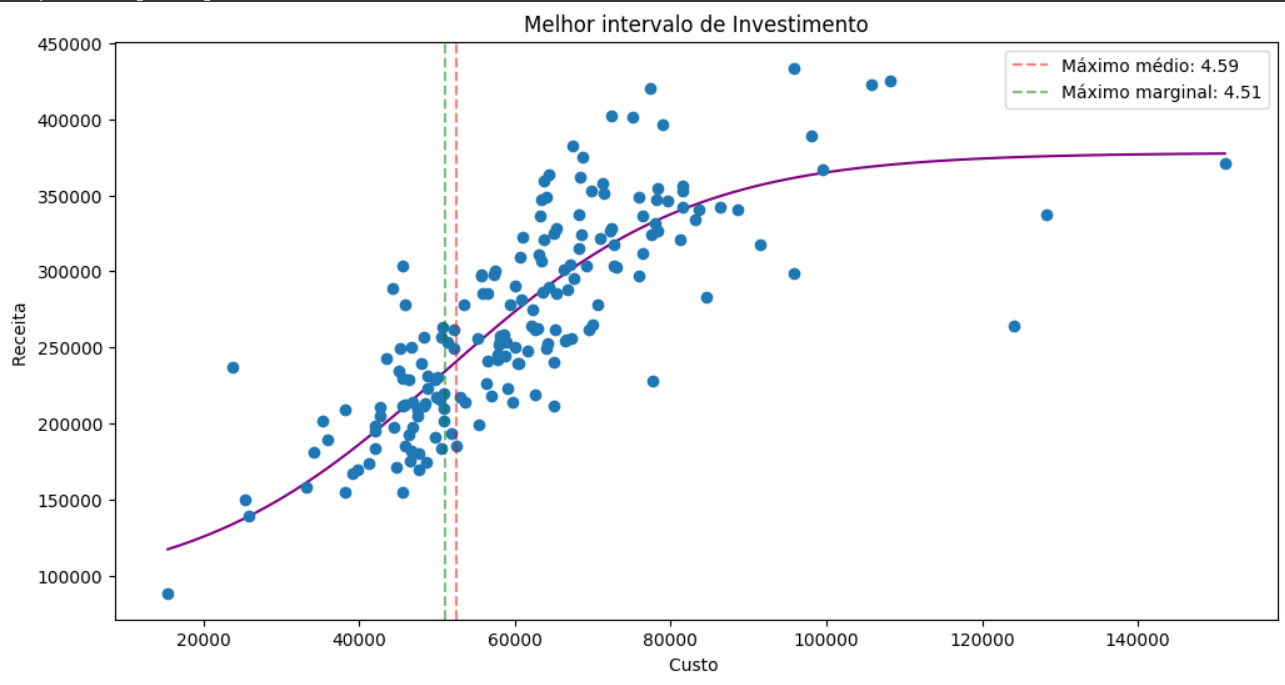 Melhor intervalo de Investimento
450000
400000
350000
300000
250000
200000
150000
100000
Receita
Máximo médio: 4.59
Máximo marginal: 4.51
20000 40000 60000 80000 100000 120000 140000
Custo